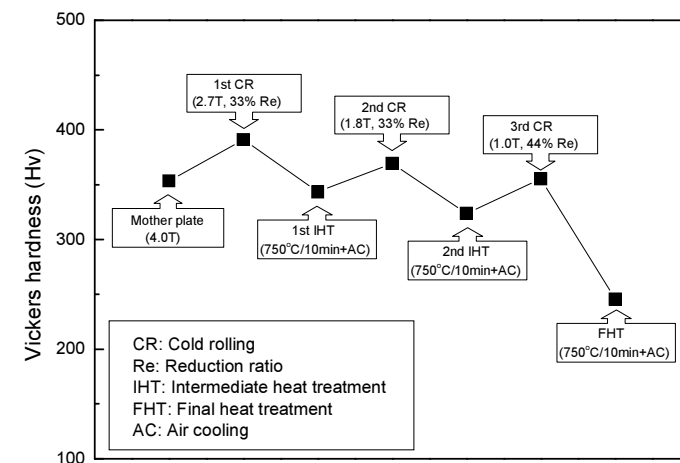 500
400
300
200
100
Vickers hardness (Hv)
Mother plate
(4.0T)
1st CR
(2.7T, 33% Re)
1st IHT
(750°C/10min+AC)
2nd CR
(1.8T, 33% Re)
2nd IHT
(750°C/10min+AC)
3rd CR
(1.0T, 44% Re)
FHT
(750°C/10min+AC)
CR: Cold rolling
Re: Reduction ratio
IHT: Intermediate heat treatment
FHT: Final heat treatment
AC: Air cooling